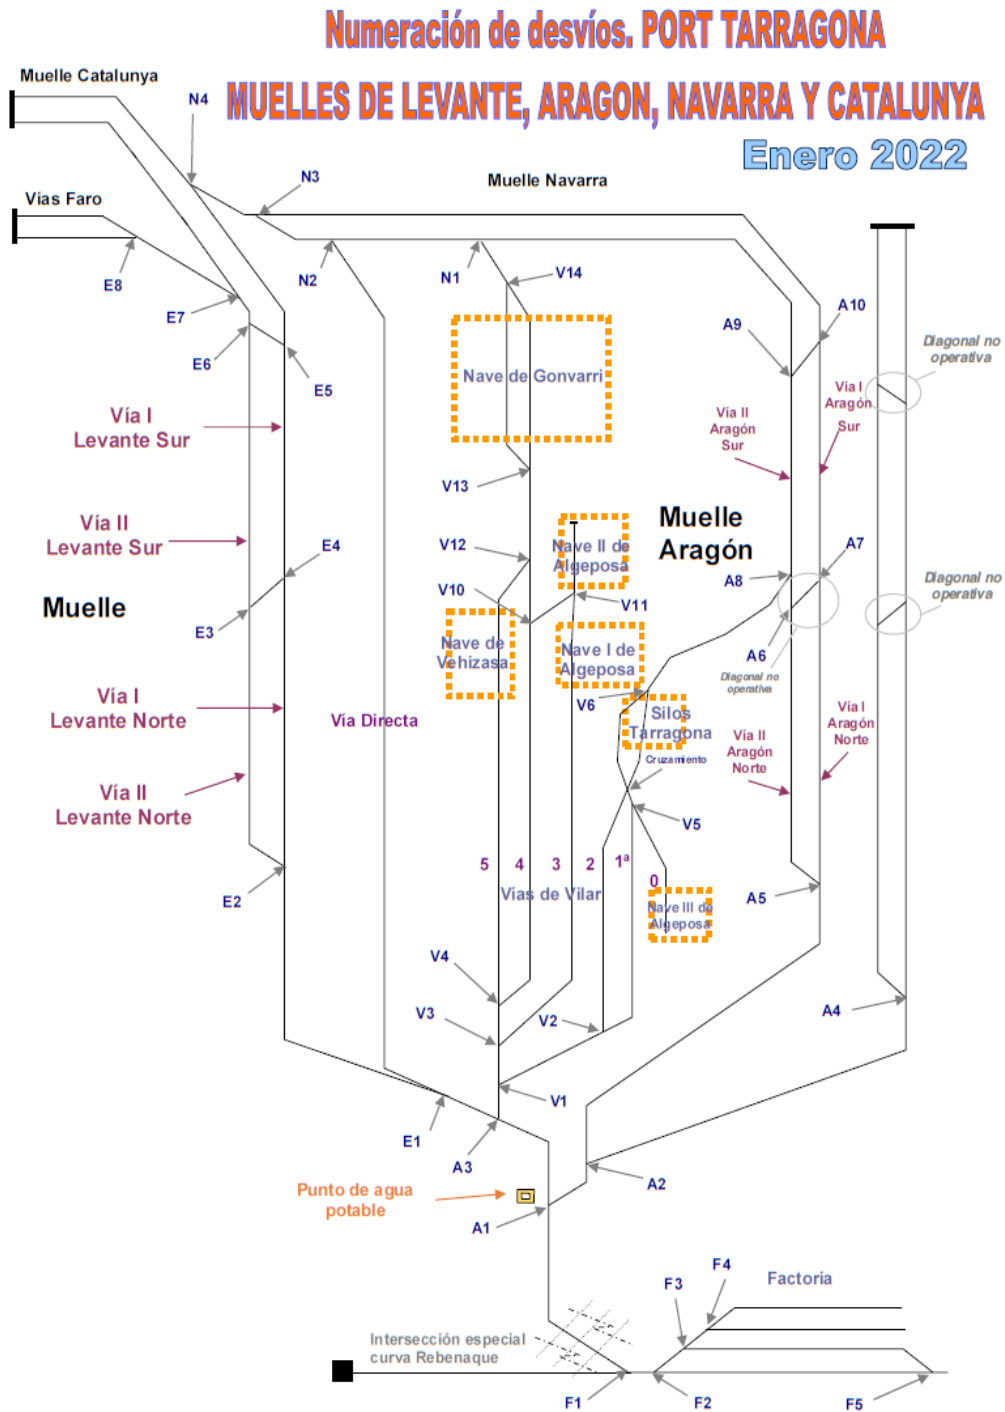 Numeración de desvíos. PORT TARRAGONA
MUELLES DE LEVANTE, ARAGON, NAVARRA Y CATALUNYA
Enero 2022
Muelle Catalunya
N4
N3
Muelle Navarra
Vías Faro
E8
N2
N1
V14
E7
E6
E5
A9
A10
Diagonal no
operativa
Nave de Gonvarri
Vía I
Levante Sur
Vía II
Aragón
Sur
Vía I
Aragón
Sur
V13
Vía II
Levante Sur
E4
V12
Nave II de
Algeposa
Muelle
Aragón
A7
A8
Diagonal no
operativa
V10
V11
Muelle
E3
Nave de
Vehizasa
Nave I de
Algeposa
A6
Diagonal no
operativa
Vía I
Levante Norte
Vía Directa
V6
Silos
Tarragona
Cruzamiento
Vía II
Aragón
Norte
Vía I
Aragón
Norte
Vía II
Levante Norte
V5
5
4
3
2
1ª
0
Vías de Vilar
E2
Nave III de
Algeposa
A5
V4
V3
V2
A4
V1
E1
A3
A2
Punto de agua
potable
A1
F4
F3
Factoria
Intersección especial
curva Rebenaque
F1
F2
F5